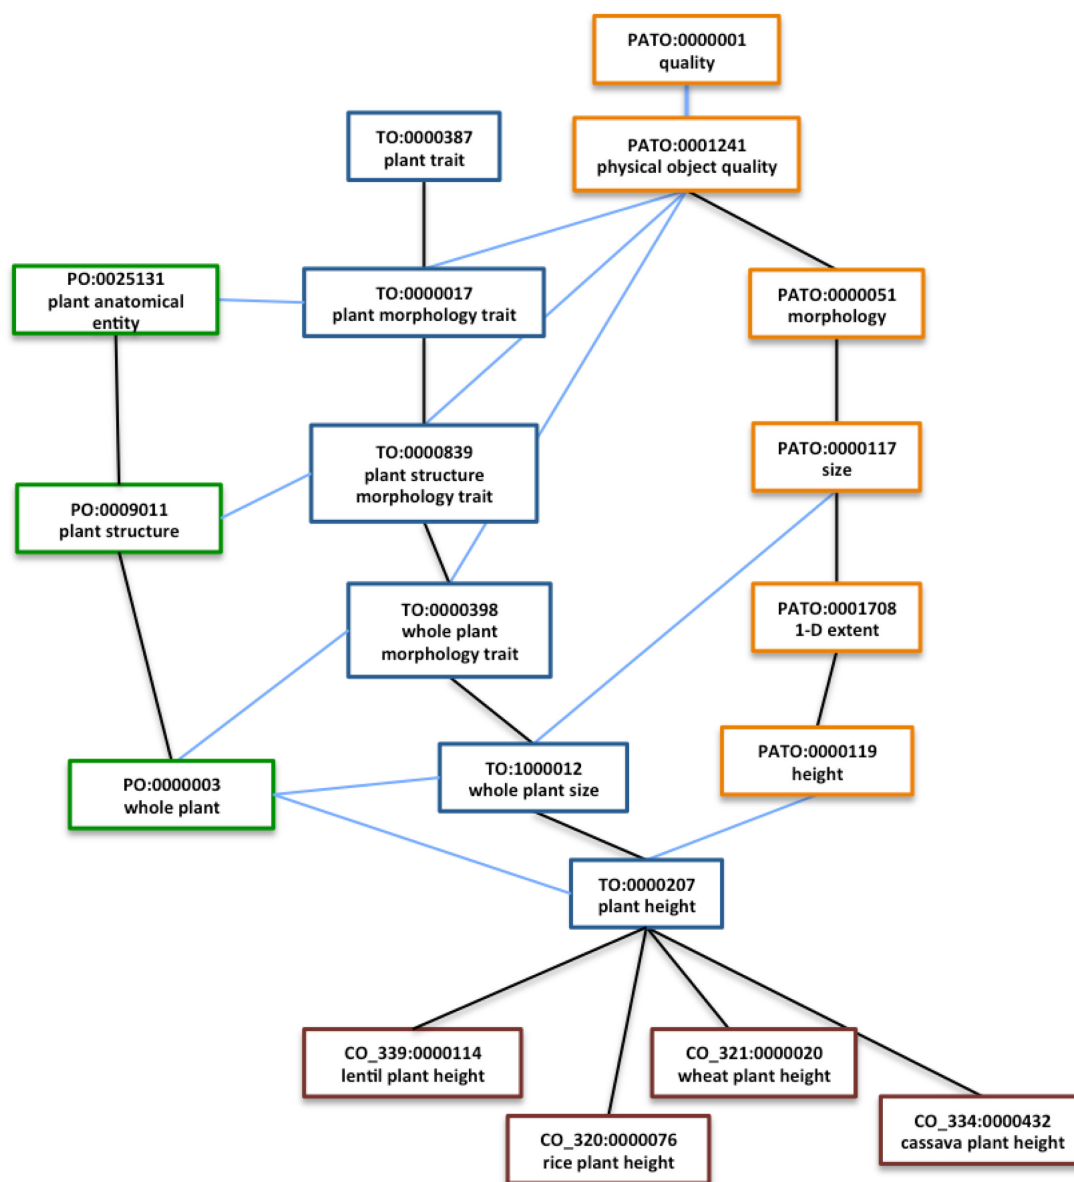 PATO:0000001
quality
TO:0000387
plant trait
PATO:0001241
physical object quality
PO:0025131
plant anatomical
entity
TO:0000017
plant morphology trait
PATO:0000051
morphology
TO:0000839
plant structure
morphology trait
PATO:0000117
size
PO:0009011
plant structure
TO:0000398
whole plant
morphology trait
PATO:0001708
1-D extent
PO:0000003
whole plant
TO:1000012
whole plant size
PATO:0000119
height
TO:0000207
plant height
CO_339:0000114
lentil plant height
CO_321:0000020
wheat plant height
CO_320:0000076
rice plant height
CO_334:0000432
cassava plant height